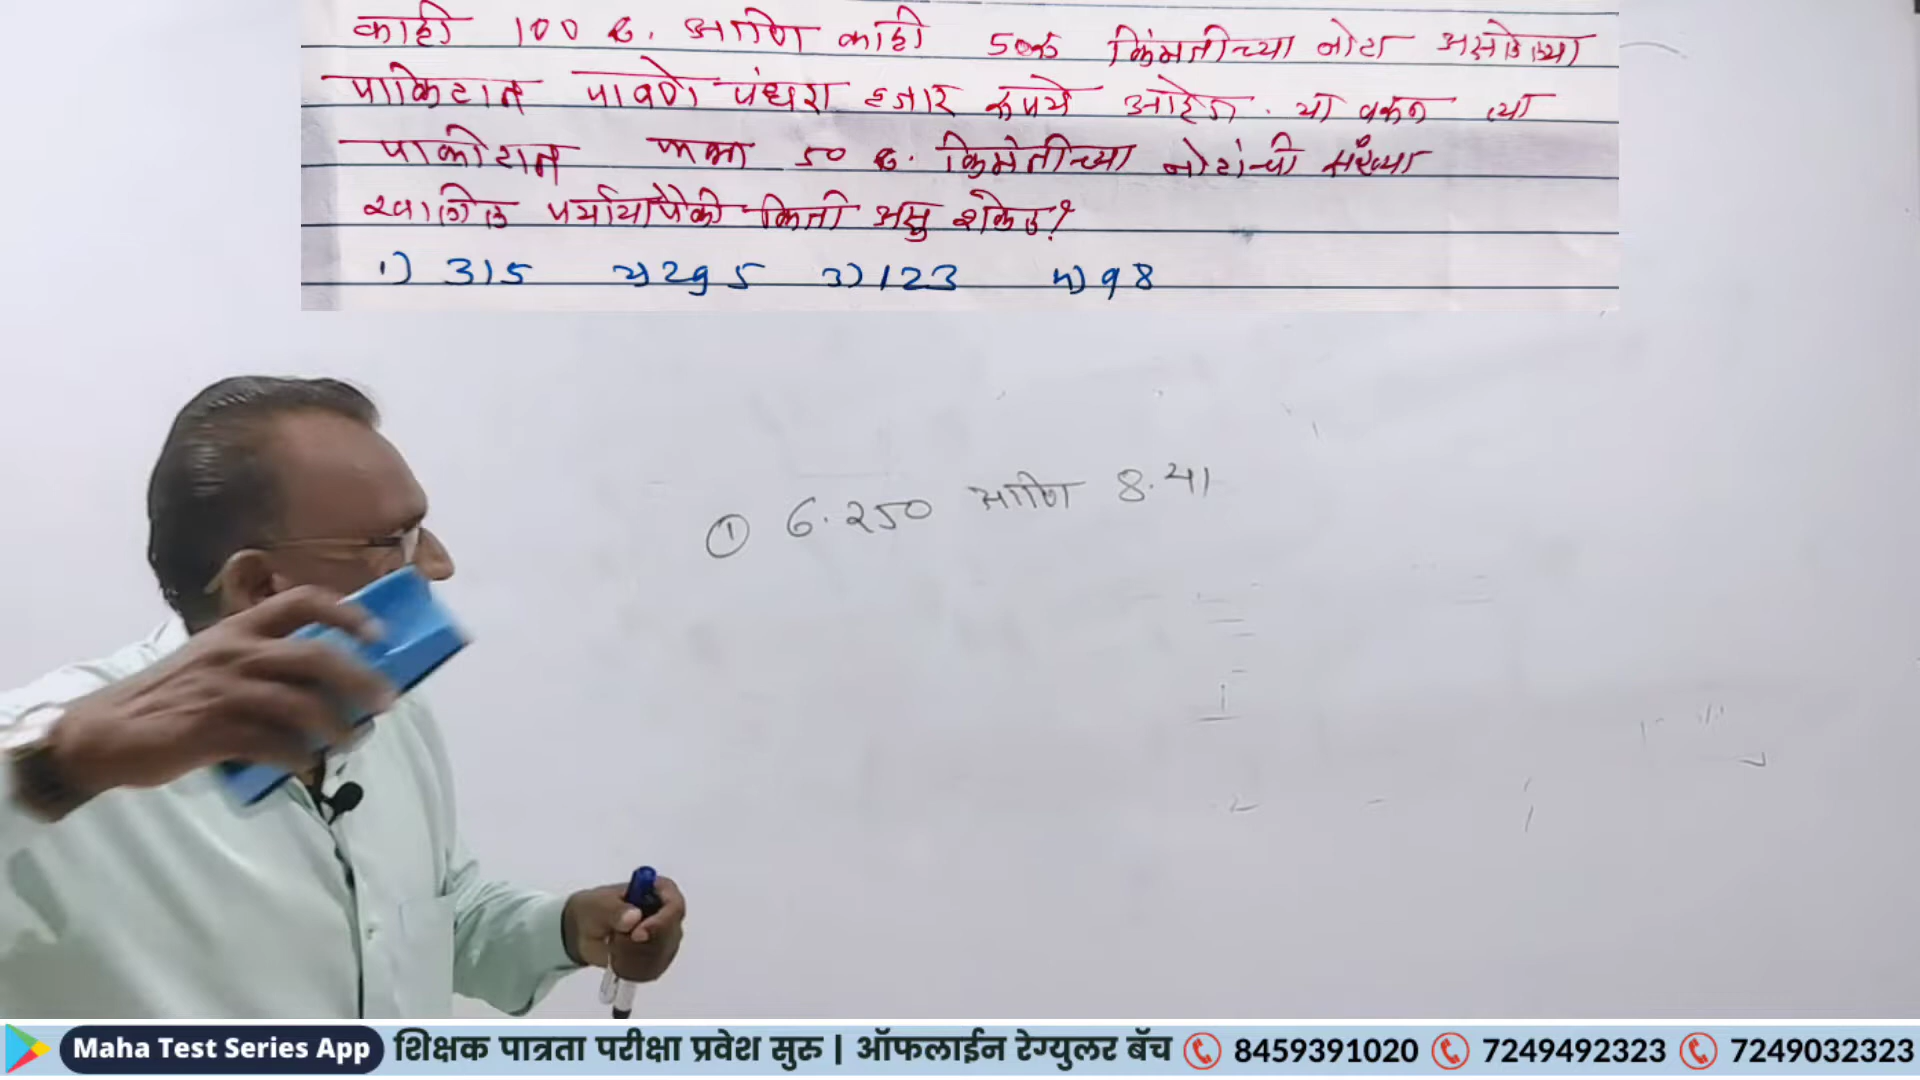 काही 100 रु. आणि काही 50रु किंमतीच्या नोटा असलेल्या
पाकिटात पावणे पंधरा हजार रुपये आहेत. या वरून त्या
पाकीटात फक्त 50 रु. किंमतीच्या नोटांची संख्या
खालील पर्यायापैकी किती असु शकेल?
1) 315 2) 295 3) 123 4) 98
① 6.250 आणि 8.41
Maha Test Series App शिक्षक पात्रता परीक्षा प्रवेश सुरु | ऑफलाईन रेग्युलर बॅच 8459391020 7249492323 7249032323